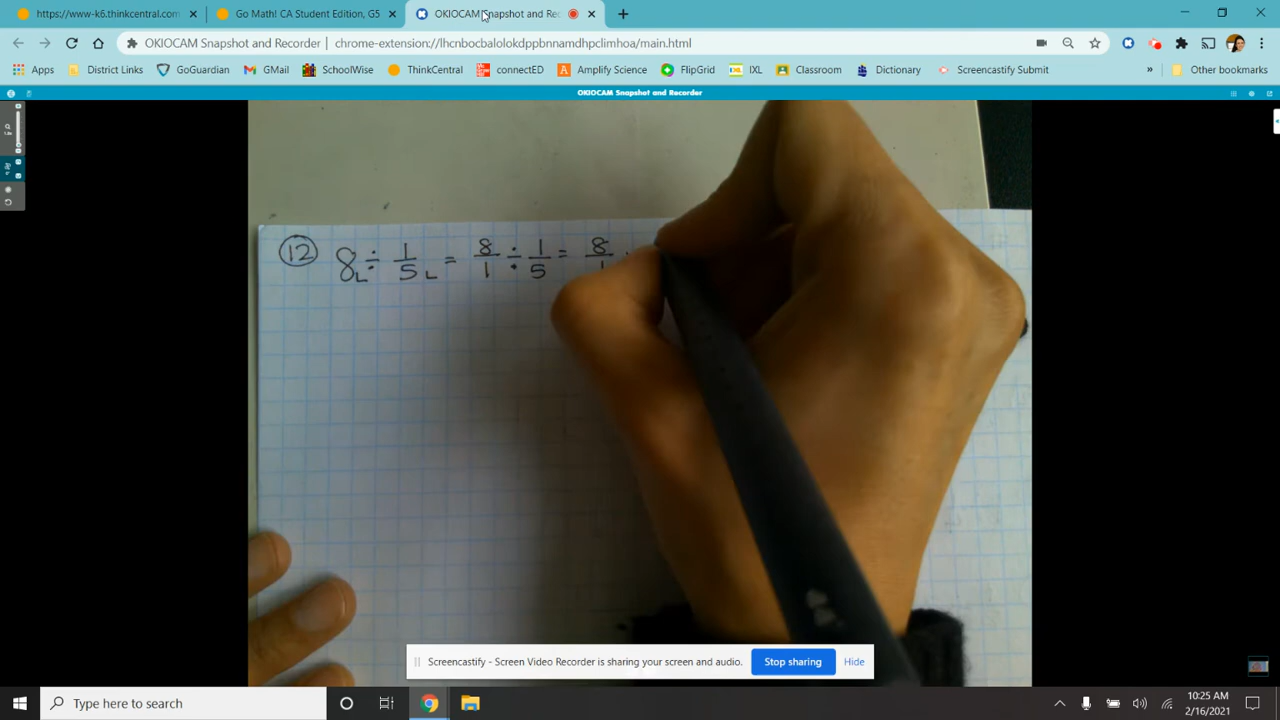 https://www-k6.thinkcentral.com
Go Math! CA Student Edition, G5
OKIOCAM Snapshot and Rec
OKIOCAM Snapshot and Recorder | chrome-extension://lhcnbocbalolokdppbnnamdhpclimhoa/main.html
Apps District Links GoGuardian GMail SchoolWise ThinkCentral connectED Amplify Science FlipGrid IXL Classroom Dictionary Screencastify Submit » Other bookmarks
OKIOCAM Snapshot and Recorder
12 8L ÷ 1/5 L = 8/1 ÷ 1/5 = 8/1
Screencastify - Screen Video Recorder is sharing your screen and audio. Stop sharing Hide
Type here to search
10:25 AM
2/16/2021